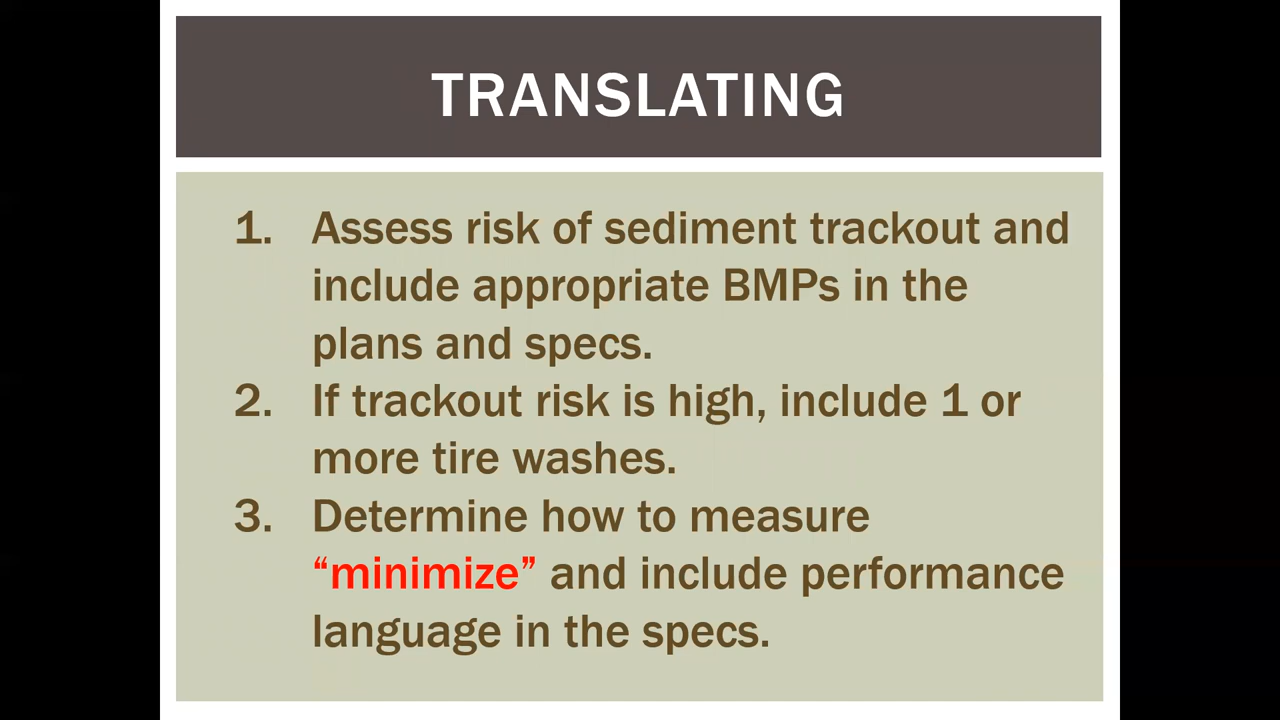 TRANSLATING
1. Assess risk of sediment trackout and
include appropriate BMPs in the
plans and specs.
2. If trackout risk is high, include 1 or
more tire washes.
3. Determine how to measure
“minimize” and include performance
language in the specs.